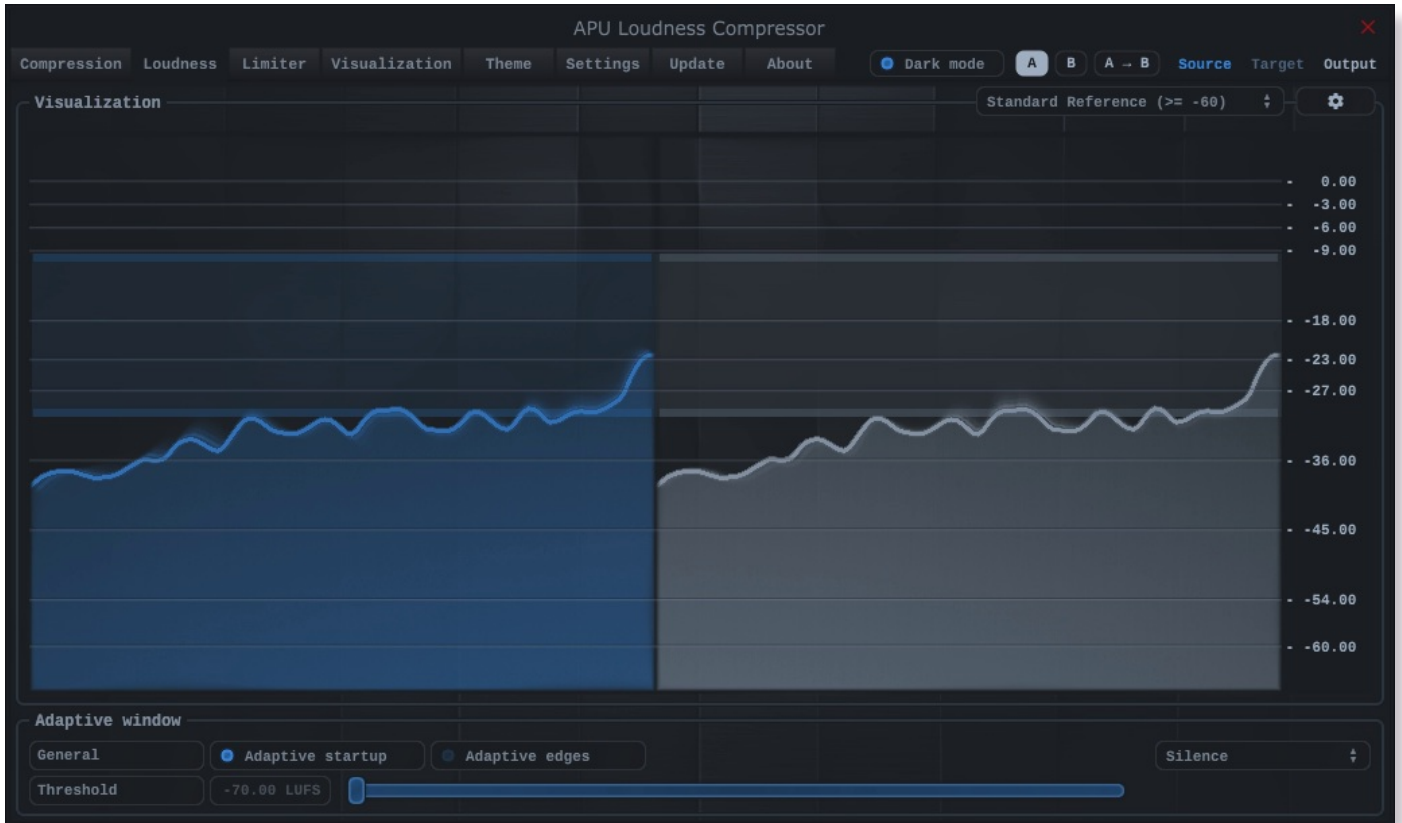 APU Loudness Compressor
Compression Loudness Limiter Visualization Theme Settings Update About Dark mode A B A → B Source Target Output
Visualization Standard Reference (>= -60)
- 0.00
- -3.00
- -6.00
- -9.00
- -18.00
- -23.00
- -27.00
- -36.00
- -45.00
- -54.00
- -60.00
Adaptive window
General Adaptive startup Adaptive edges Silence
Threshold -70.00 LUFS